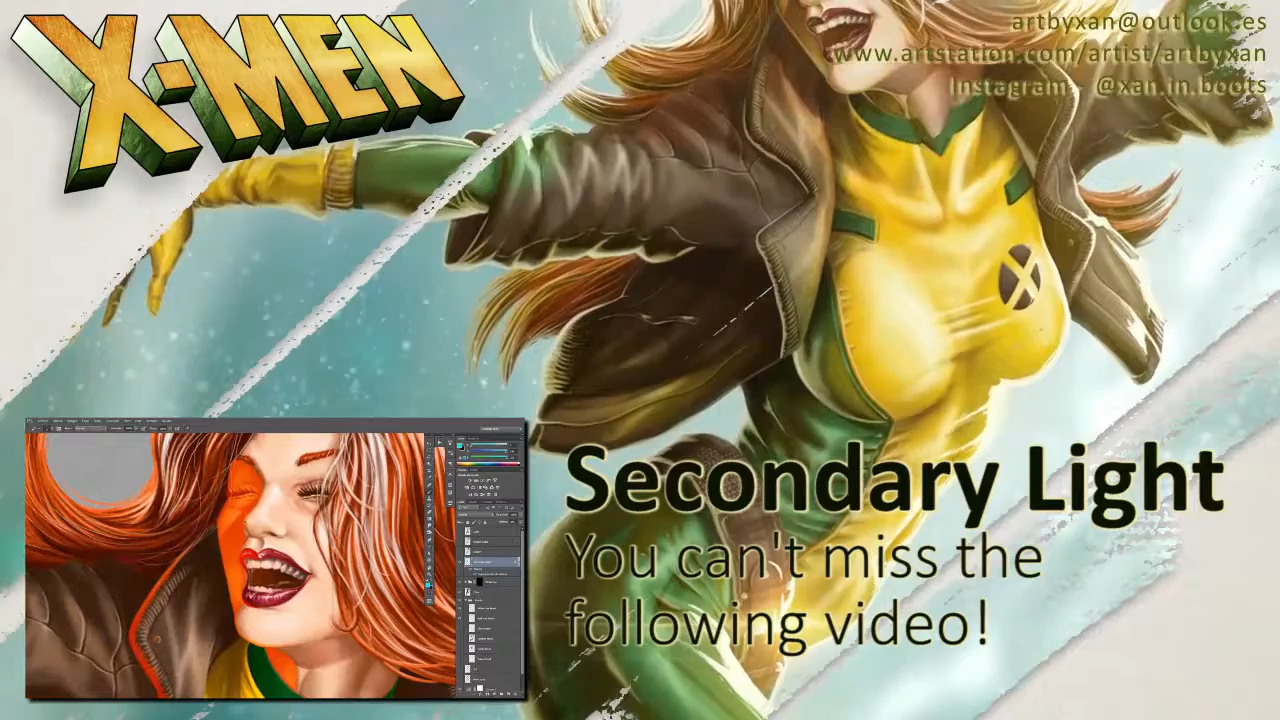 X-MEN
artbyxan@outlook.es
www.artstation.com/artist/artbyxan
Instagram - @xan.in.boots
Secondary Light
You can't miss the
following video!